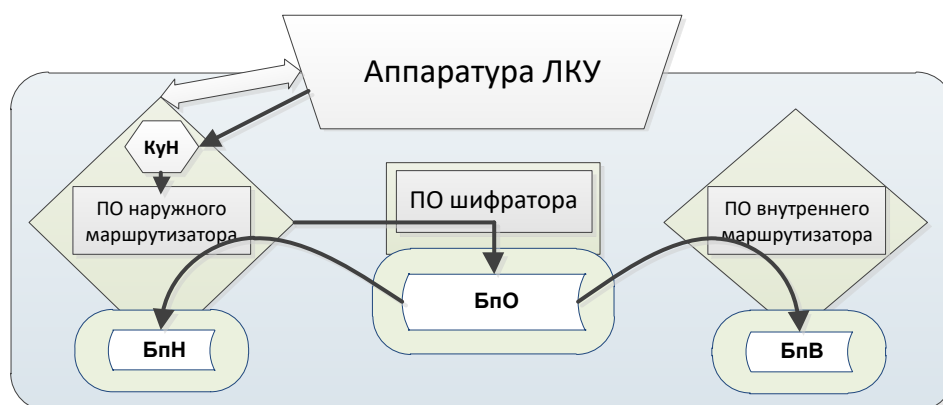 Аппаратура ЛКУ
КуН
ПО наружного
маршрутизатора
ПО шифратора
ПО внутреннего
маршрутизатора
БпО
БпН
БпВ